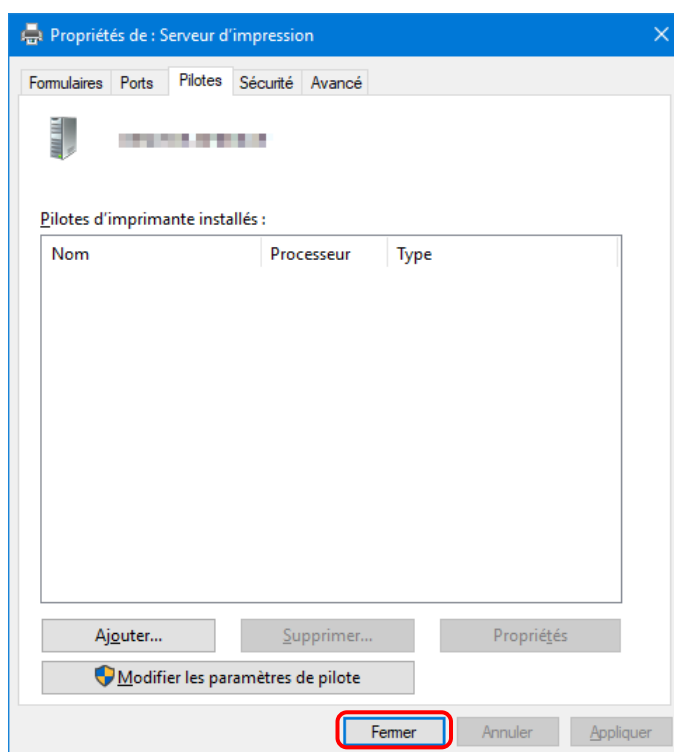 Propriétés de : Serveur d'impression
Formulaires Ports Pilotes Sécurité Avancé
Pilotes d'imprimante installés :
Nom Processeur Type
Ajouter... Supprimer... Propriétés
Modifier les paramètres de pilote
Fermer Annuler Appliquer